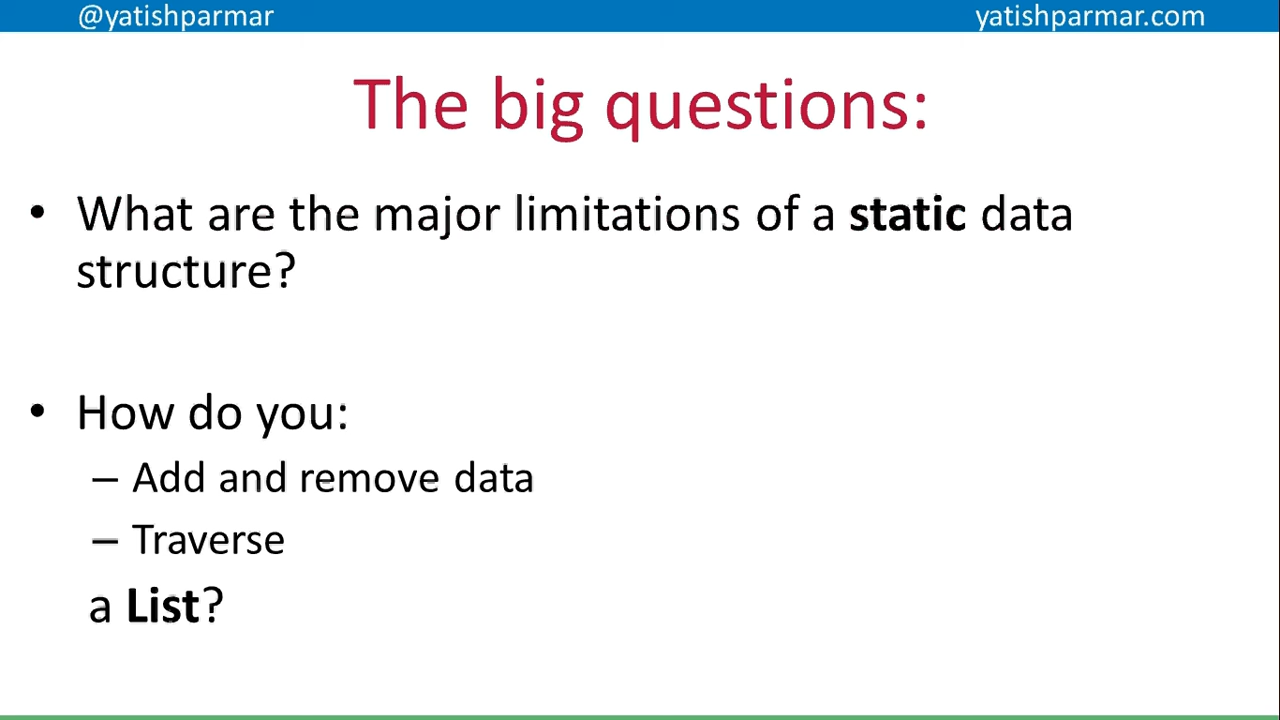 @yatishparmar
yatishparmar.com
The big questions:
• What are the major limitations of a static data
structure?
• How do you:
– Add and remove data
– Traverse
a List?